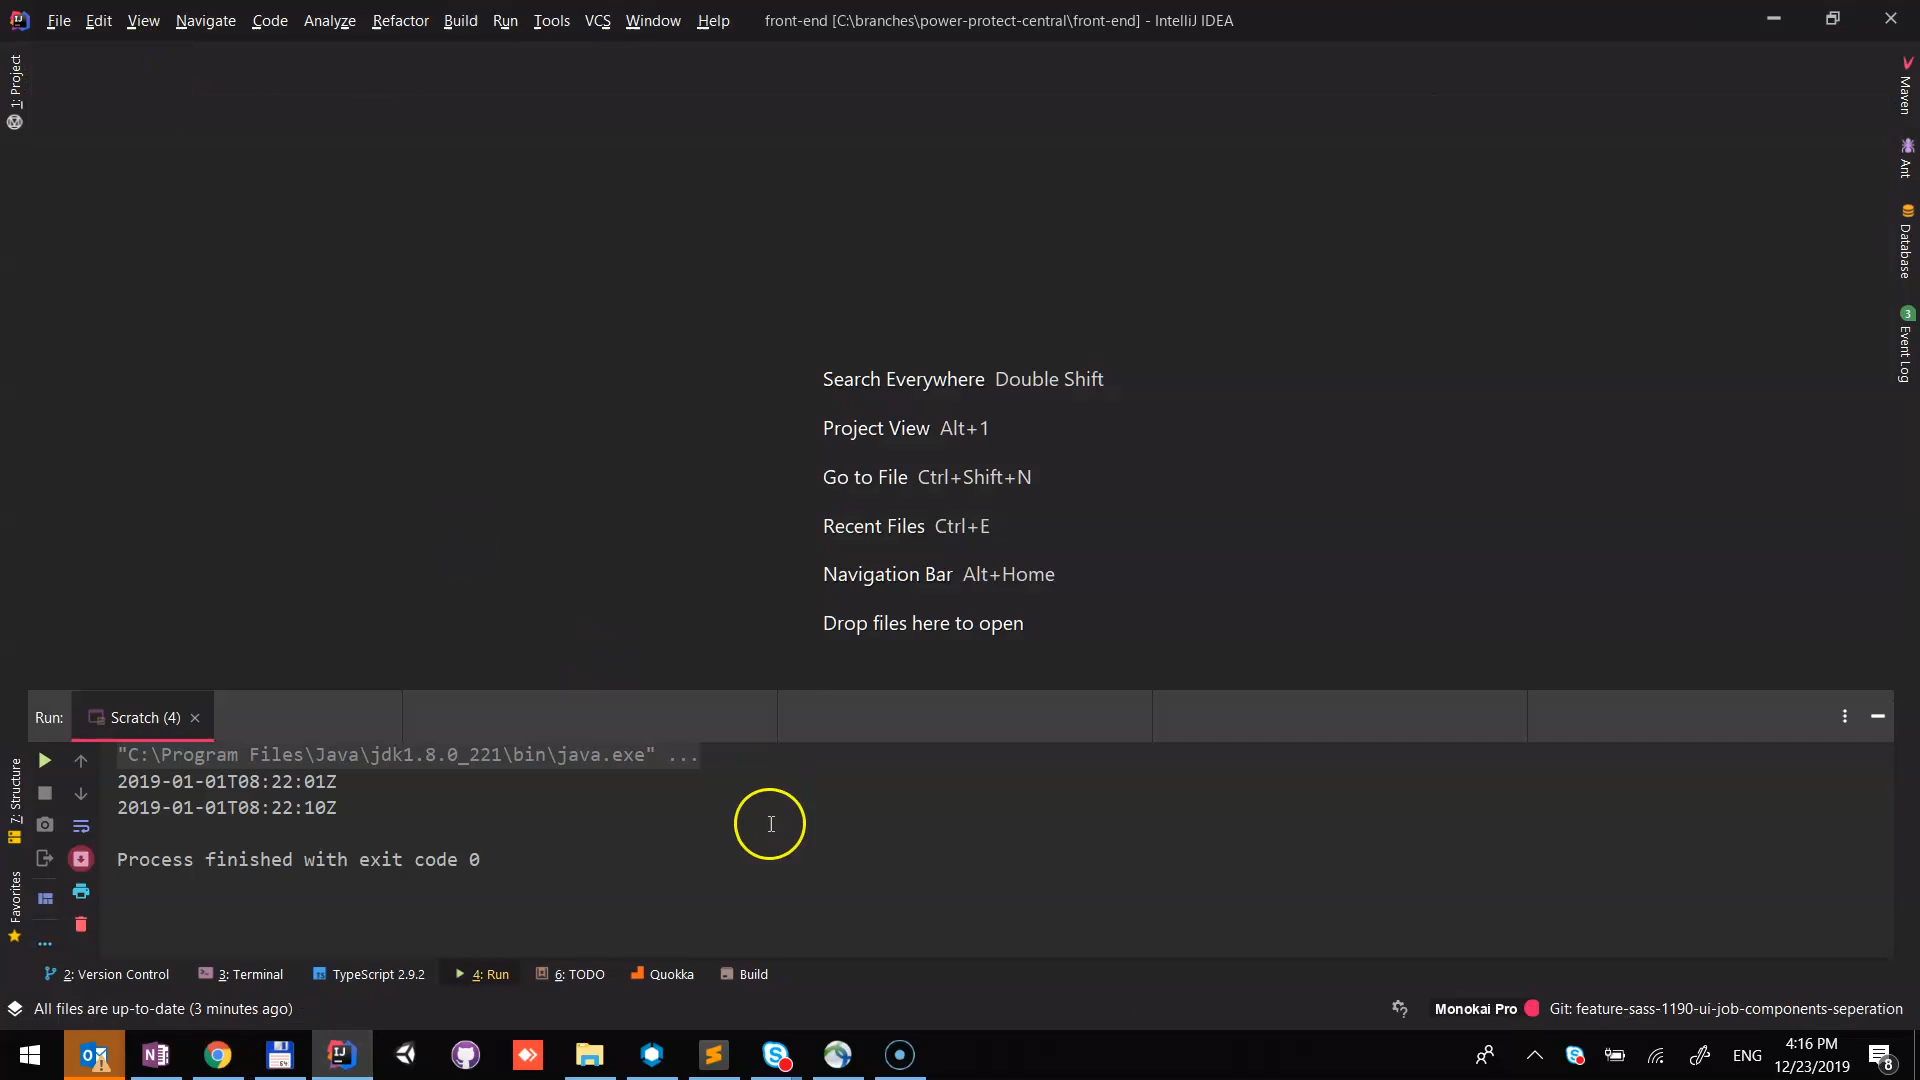 File Edit View Navigate Code Analyze Refactor Build Run Tools VCS Window Help front-end [C:\branches\power-protect-central\front-end] - IntelliJ IDEA
1: Project
Maven
Ant
Database
3
Event Log
Search Everywhere Double Shift
Project View Alt+1
Go to File Ctrl+Shift+N
Recent Files Ctrl+E
Navigation Bar Alt+Home
Drop files here to open
Run: Scratch (4)
"C:\Program Files\Java\jdk1.8.0_221\bin\java.exe" ...
2019-01-01T08:22:01Z
2019-01-01T08:22:10Z
Process finished with exit code 0
7: Structure
Favorites
2: Version Control 3: Terminal TypeScript 2.9.2 4: Run 6: TODO Quokka Build
All files are up-to-date (3 minutes ago) Monokai Pro Git: feature-sass-1190-ui-job-components-seperation
ENG 4:16 PM
12/23/2019 8